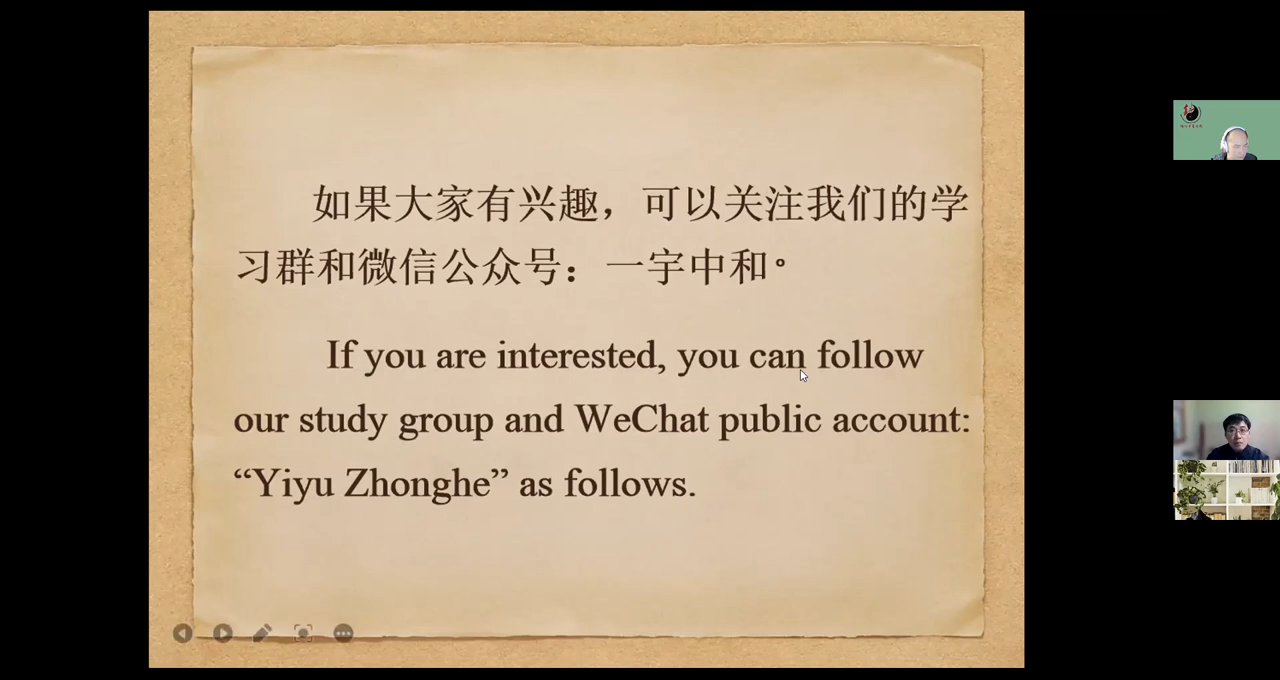 如果大家有兴趣，可以关注我们的学
习群和微信公众号：一宇中和。
If you are interested, you can follow
our study group and WeChat public account:
“Yiyu Zhonghe” as follows.